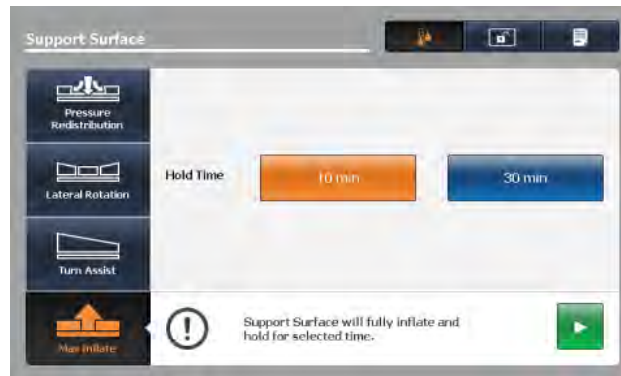 Support Surface
Pressure
Redistribution
Lateral Rotation
Hold Time
10 min
30 min
Turn Assist
Max Inflate
Support Surface will fully inflate and
hold for selected time.